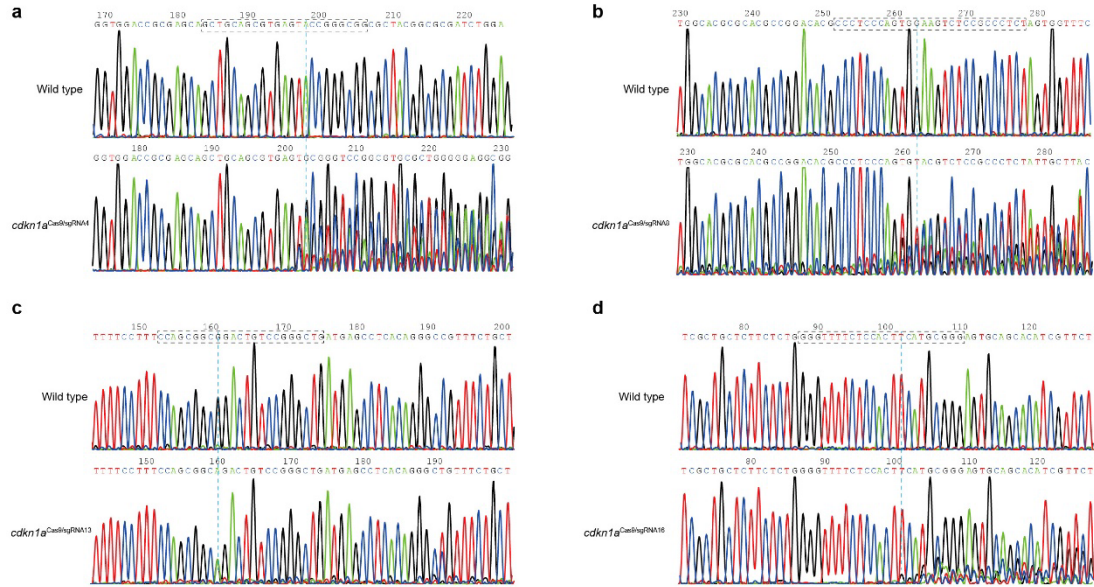 a
170 180 190 200 210 220
GGTGGACCGCGAGCAGCTGCAGCGTGAGTACCGGGCGGCGCTACGGCGCGATCTGGA
Wild type
180 190 200 210 220 230
GGTGGACCGCGAGCAGCTGCAGCGTGAGTGCGGGTCCGGCGTGCGCTGGGGGAGGCGG
cdkn1aCas9/sgRNA4
b
230 240 250 260 270 280
TGGCACGCGCACGCCGGACACGCCCTCCCAGTGGAAGTCTCCGCCCTCTAGTGGTTTC
Wild type
230 240 250 260 270 280
TGGCACGCGCACGCCGGACACGCCCTCCCAGTGTACGTCTCCGCCCTCTATTGCTTAC
cdkn1aCas9/sgRNA8
c
150 160 170 180 190 200
TTTTCCTTTCCAGCGGCGGACTGTCCGGGCTGATGAGCCTCACAGGGCCGTTTCTGCT
Wild type
150 160 170 180 190
TTTTCCTTTCCAGCGGCAGACTGTCCGGGCTGATGAGCCTCACAGGGCTGTTTCTGCT
cdkn1aCas9/sgRNA13
d
80 90 100 110 120
TCGCTGCTCTTCTCTGGGGTTTTCTCCACTTCATGCGGGAGTGCAGCACATCGTTCT
Wild type
80 90 100 110 120
TCGCTGCTCTTCTCTGGGGTTTTCTCCACTTCATGCGGGAGTGCAGCACATCGTTCT
cdkn1aCas9/sgRNA16